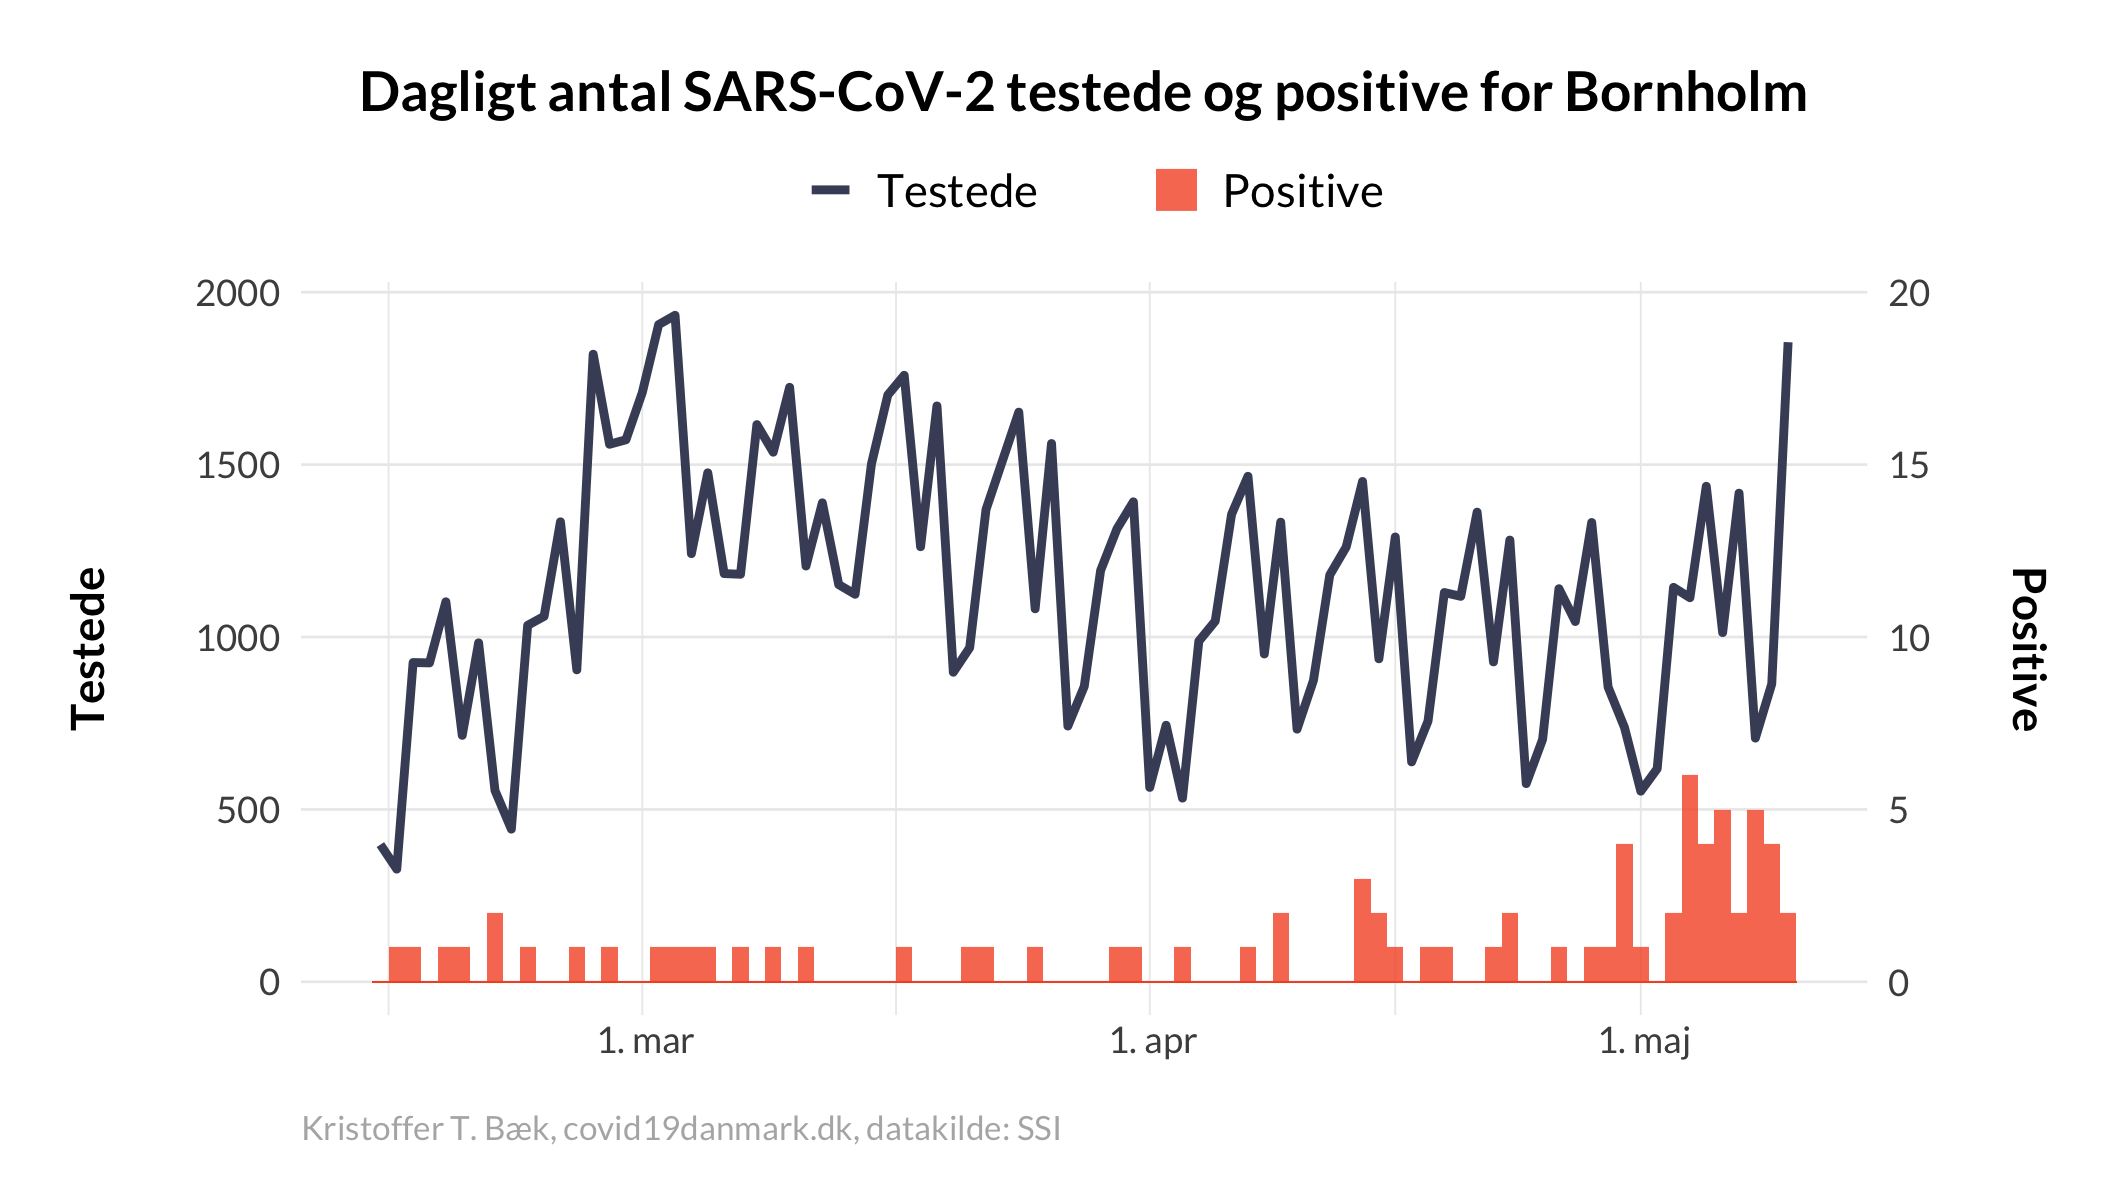 Dagligt antal SARS-CoV-2 testede og positive for Bornholm
Testede Positive
2000 20
1500 15
1000 10
500 5
0 0
Testede
Positive
1. mar 1. apr 1. maj
Kristoffer T. Bæk, covid19danmark.dk, datakilde: SSI